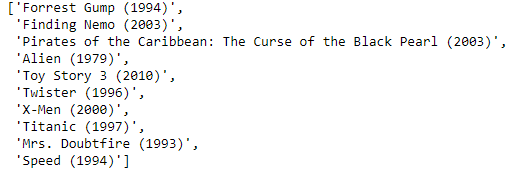 ['Forrest Gump (1994)',
'Finding Nemo (2003)',
'Pirates of the Caribbean: The Curse of the Black Pearl (2003)',
'Alien (1979)',
'Toy Story 3 (2010)',
'Twister (1996)',
'X-Men (2000)',
'Titanic (1997)',
'Mrs. Doubtfire (1993)',
'Speed (1994)']